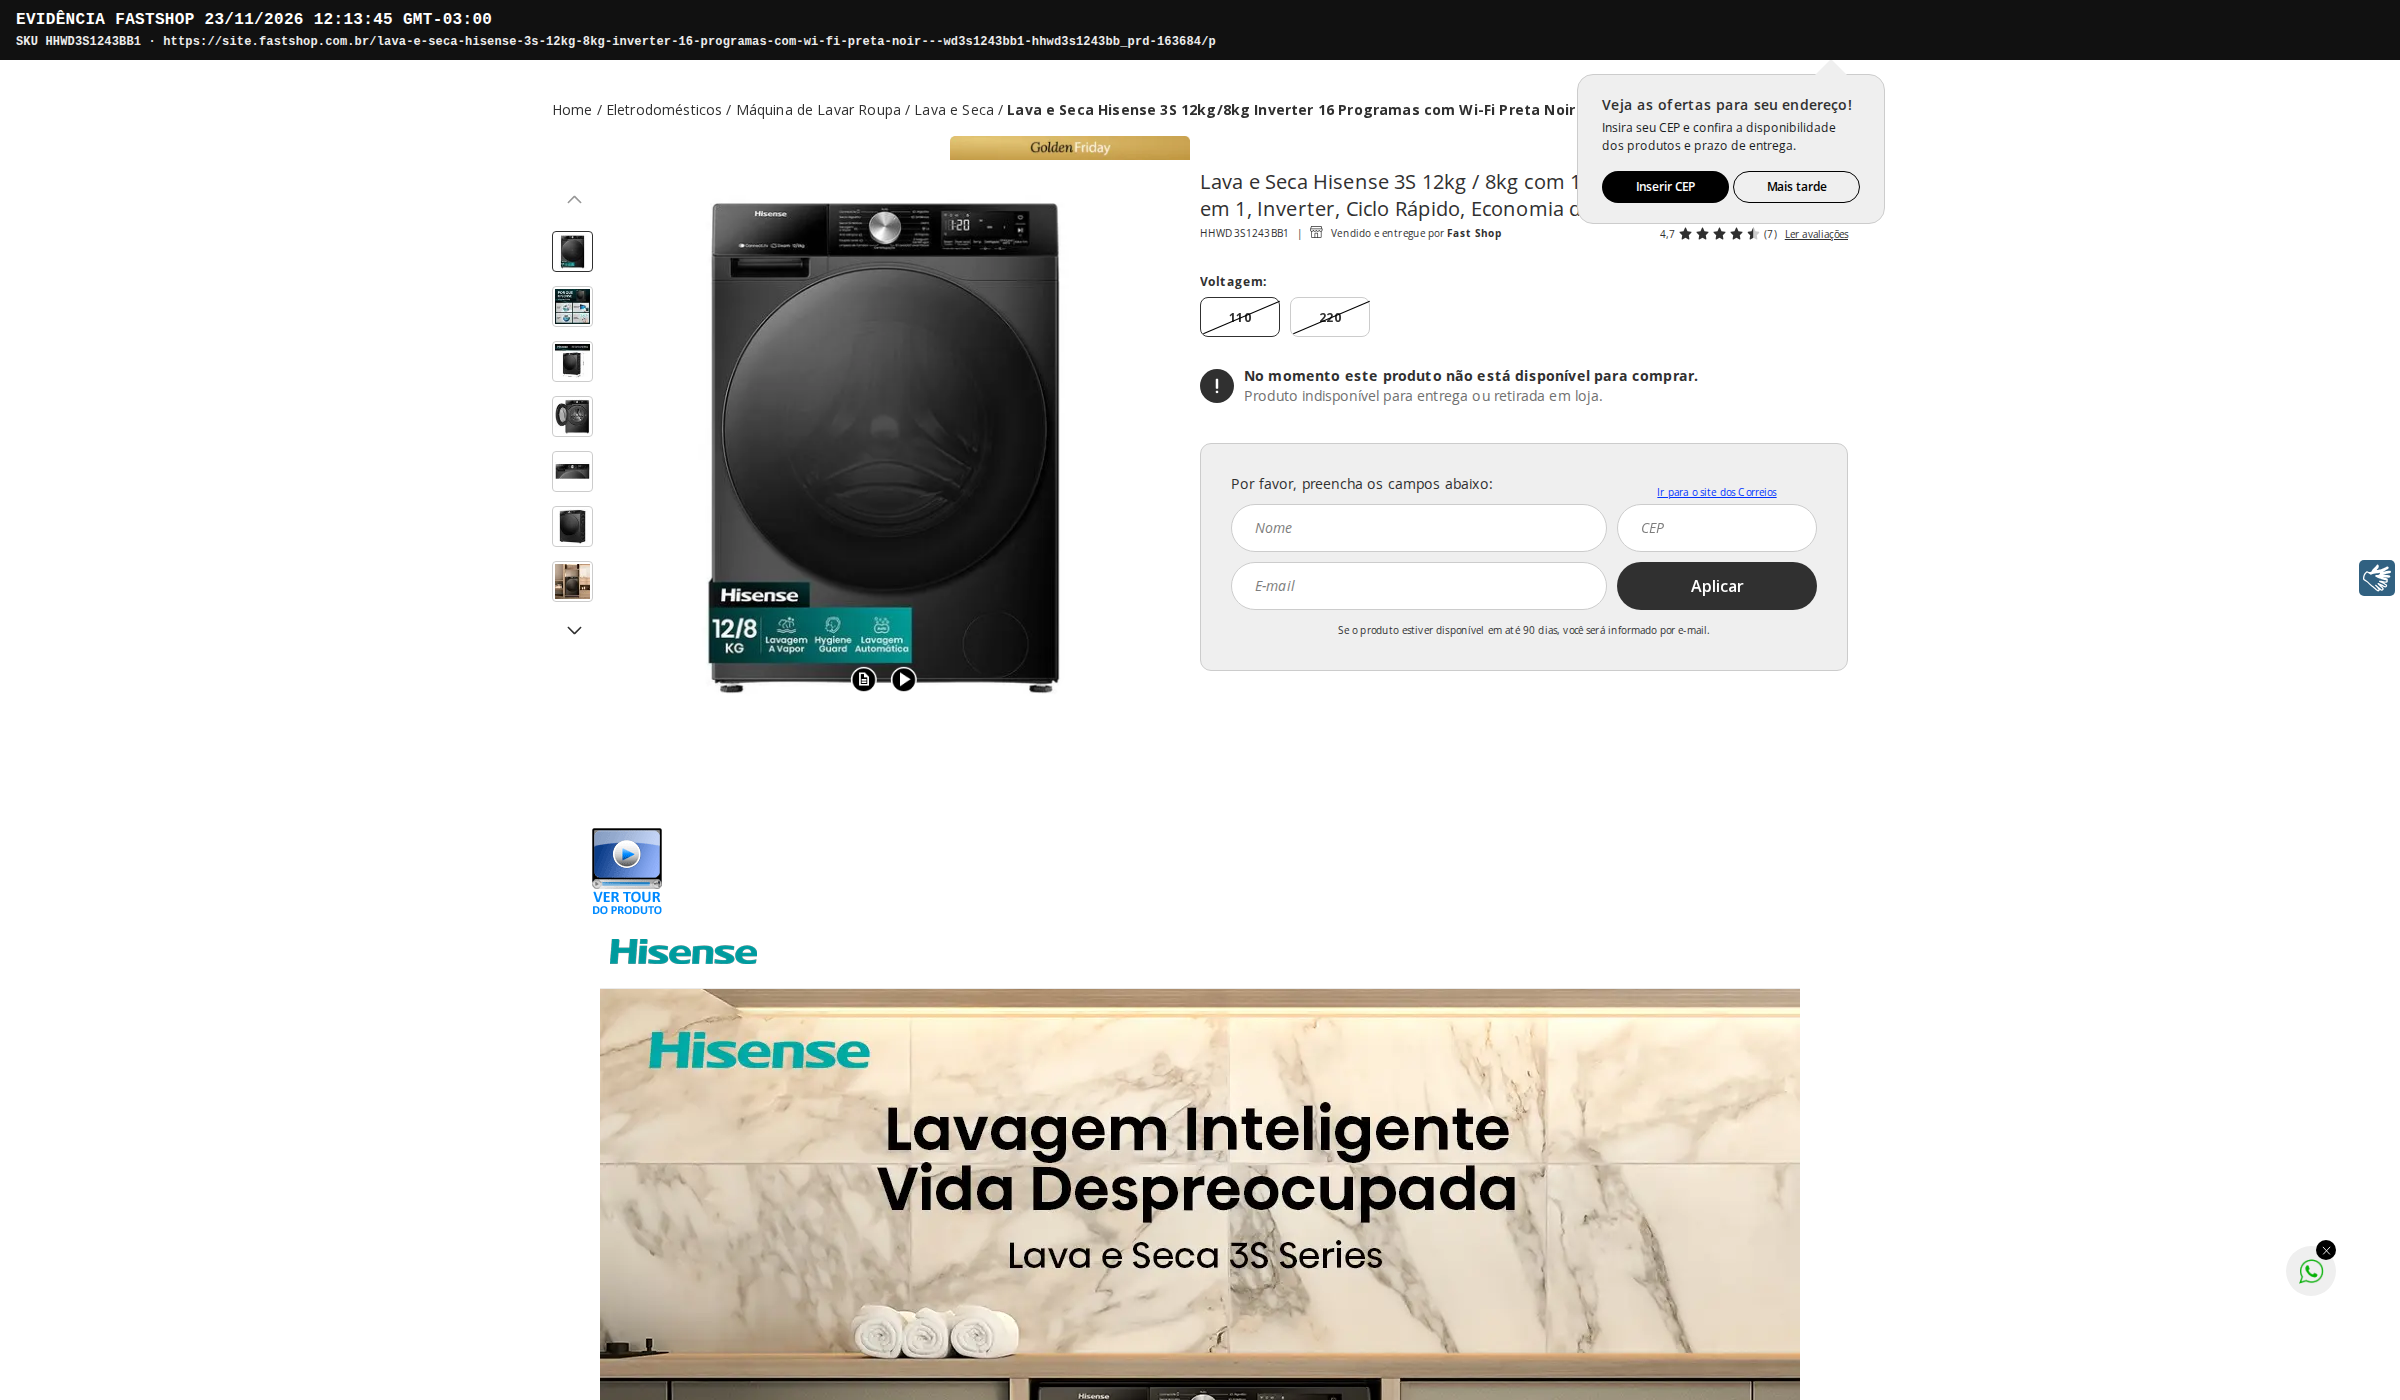 EVIDÊNCIA FASTSHOP 23/11/2026 12:13:45 GMT-03:00
SKU HHWD3S1243BB1 · https://site.fastshop.com.br/lava-e-seca-hisense-3s-12kg-8kg-inverter-16-programas-com-wi-fi-preta-noir---wd3s1243bb1-hhwd3s1243bb_prd-163684/p
Home / Eletrodomésticos / Máquina de Lavar Roupa / Lava e Seca / Lava e Seca Hisense 3S 12kg/8kg Inverter 16 Programas com Wi-Fi Preta Noir
Veja as ofertas para seu endereço!
Insira seu CEP e confira a disponibilidade
dos produtos e prazo de entrega.
Inserir CEP
Mais tarde
Golden Friday
Lava e Seca Hisense 3S 12kg / 8kg com 1
em 1, Inverter, Ciclo Rápido, Economia d
HHWD3S1243BB1 | Vendido e entregue por Fast Shop
4,7 (7) Ler avaliações
Voltagem:
110 220
No momento este produto não está disponível para comprar.
Produto indisponível para entrega ou retirada em loja.
Por favor, preencha os campos abaixo:
Ir para o site dos Correios
Nome
CEP
E-mail
Aplicar
Se o produto estiver disponível em até 90 dias, você será informado por e-mail.
Hisense
1:20
Hisense
12/8
KG
Lavagem
A Vapor
Hygiene
Guard
Lavagem
Automática
VER TOUR
DO PRODUTO
Hisense
Hisense
Lavagem Inteligente
Vida Despreocupada
Lava e Seca 3S Series
Hisense